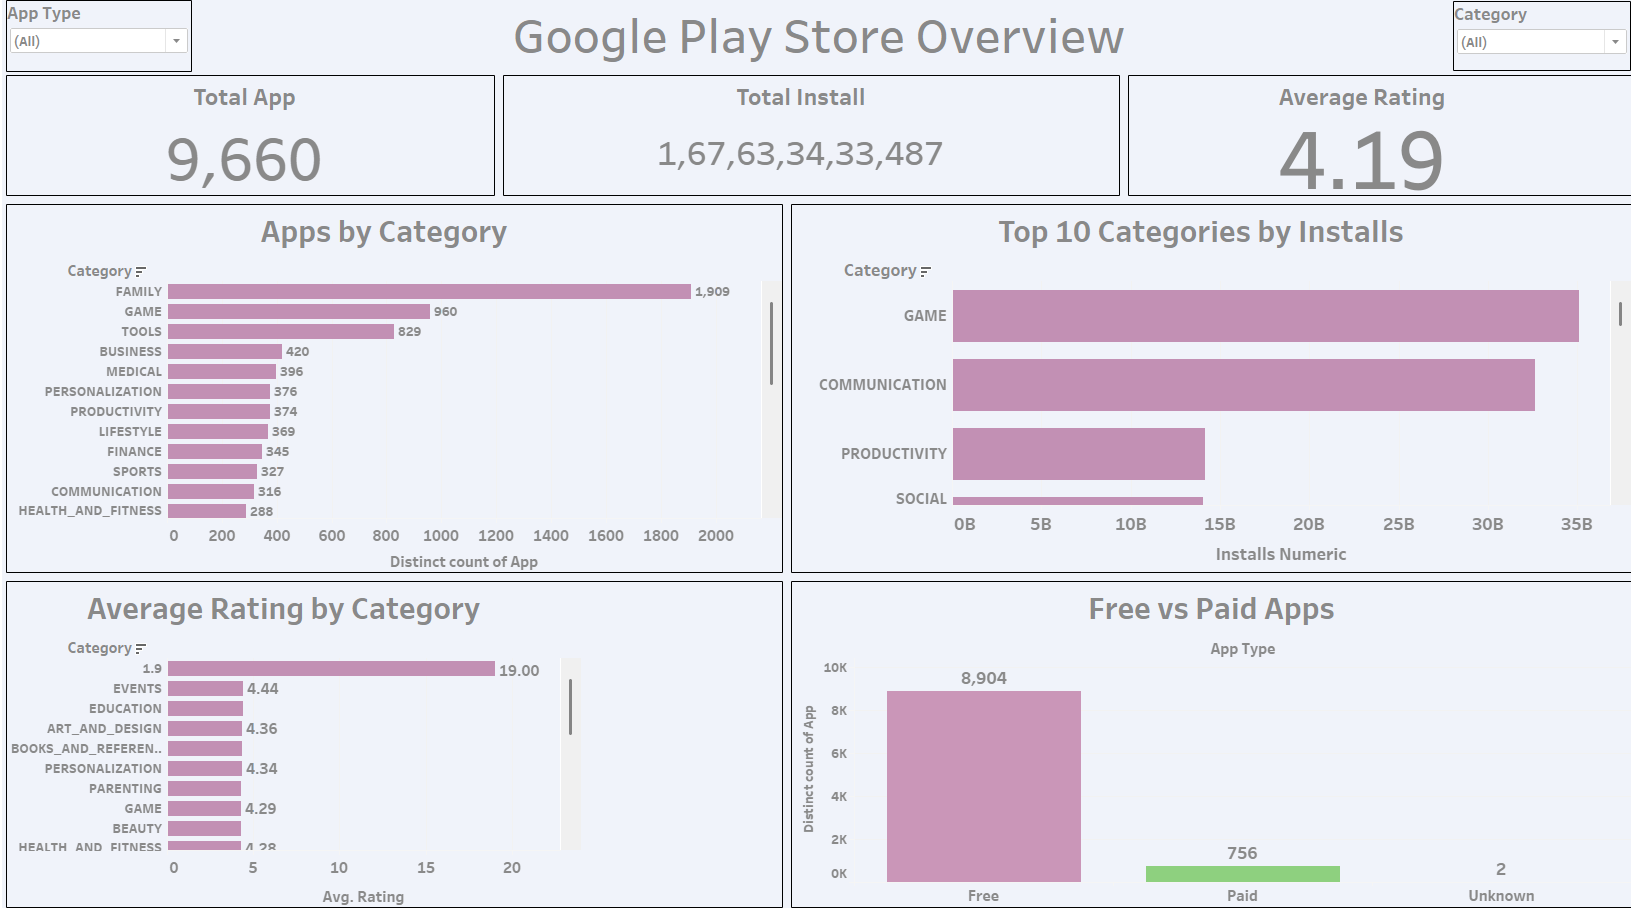 App Type
(All)
Google Play Store Overview
Category
(All)
Total App
9,660
Total Install
1,67,63,34,33,487
Average Rating
4.19
Apps by Category
Category
FAMILY 1,909
GAME 960
TOOLS 829
BUSINESS 420
MEDICAL 396
PERSONALIZATION 376
PRODUCTIVITY 374
LIFESTYLE 369
FINANCE 345
SPORTS 327
COMMUNICATION 316
HEALTH_AND_FITNESS 288
0 200 400 600 800 1000 1200 1400 1600 1800 2000
Distinct count of App
Top 10 Categories by Installs
Category
GAME
COMMUNICATION
PRODUCTIVITY
SOCIAL
0B 5B 10B 15B 20B 25B 30B 35B
Installs Numeric
Average Rating by Category
Category
1.9 19.00
EVENTS 4.44
EDUCATION
ART_AND_DESIGN 4.36
BOOKS_AND_REFEREN..
PERSONALIZATION 4.34
PARENTING
GAME 4.29
BEAUTY
HEALTH_AND_FITNESS 4.28
0 5 10 15 20
Avg. Rating
Free vs Paid Apps
App Type
10K
8K
6K
4K
2K
0K
Distinct count of App
8,904
756
2
Free Paid Unknown